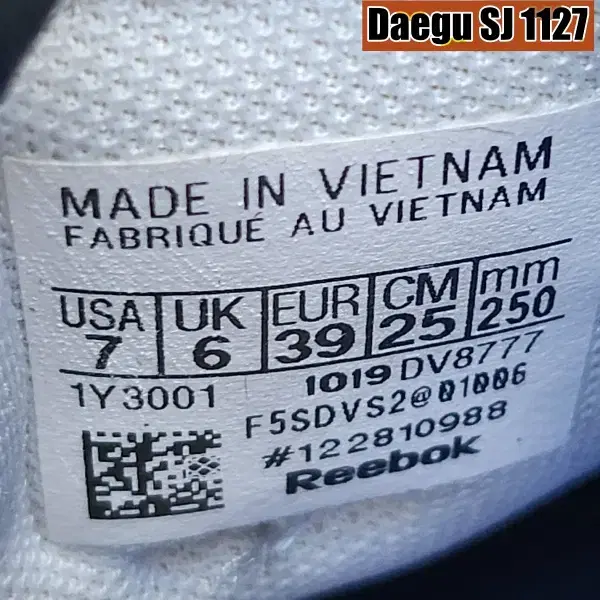 Daegu SJ 1127
MADE IN VIETNAM
FABRIQUÉ AU VIETNAM
USA UK EUR CM mm
7 6 39 25 250
1Y3001 1019 DV8777
F5SDVS2@01006
#122810988
Reebok